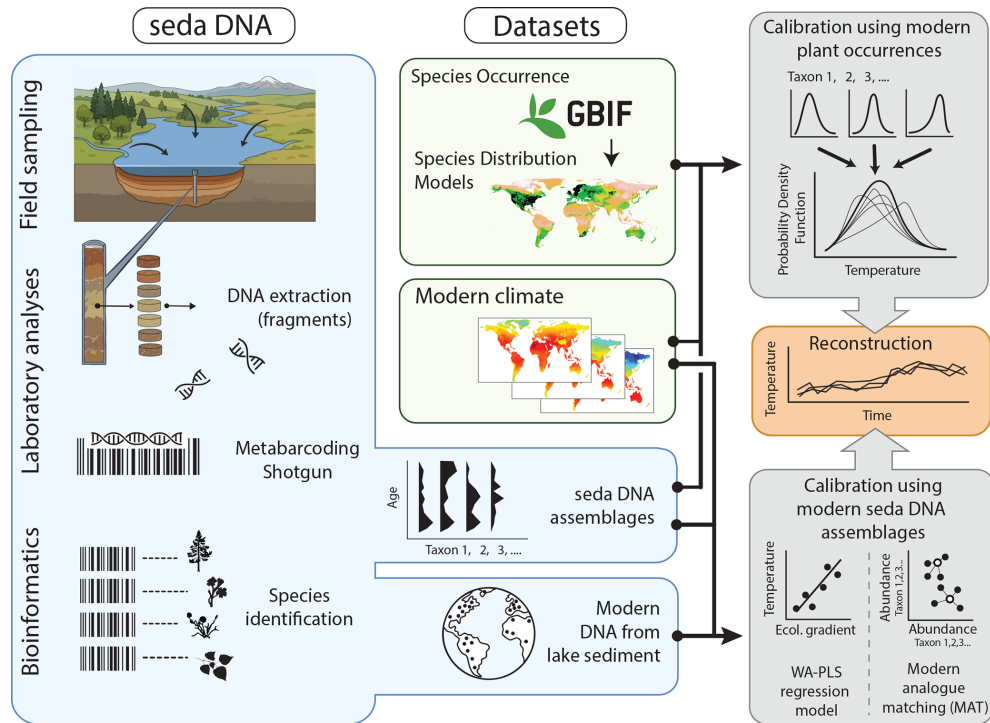 seda DNA
Field sampling
Laboratory analyses
DNA extraction
(fragments)
Metabarcoding
Shotgun
Bioinformatics
Species
identification
Datasets
Species Occurrence
GBIF
Species Distribution
Models
Modern climate
Age
Taxon 1, 2, 3, ....
seda DNA
assemblages
Modern
DNA from
lake sediment
Calibration using modern
plant occurrences
Taxon 1, 2, 3, ....
Probability Density
Function
Temperature
Reconstruction
Temperature
Time
Calibration using
modern seda DNA
assemblages
Temperature
Ecol. gradient
WA-PLS
regression
model
Abundance
Taxon 1,2,3...
Abundance
Taxon 1,2,3...
Modern
analogue
matching (MAT)